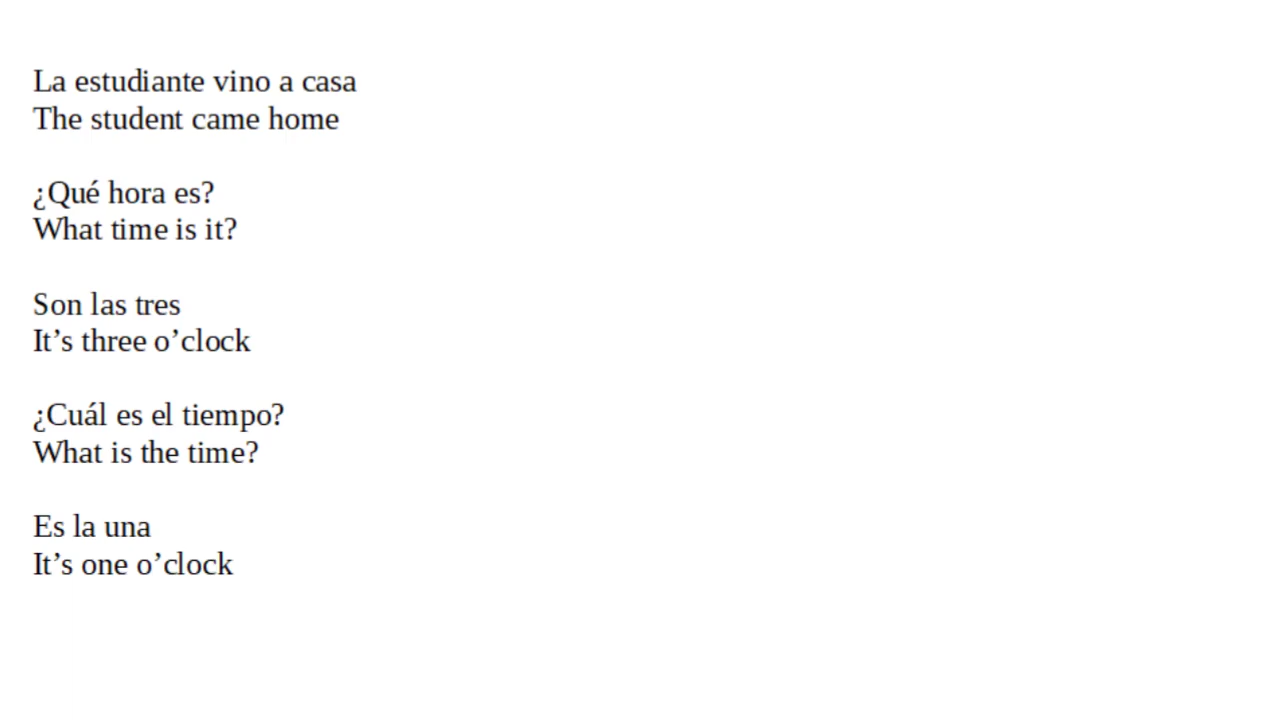 La estudiante vino a casa
The student came home
¿Qué hora es?
What time is it?
Son las tres
It’s three o’clock
¿Cuál es el tiempo?
What is the time?
Es la una
It’s one o’clock